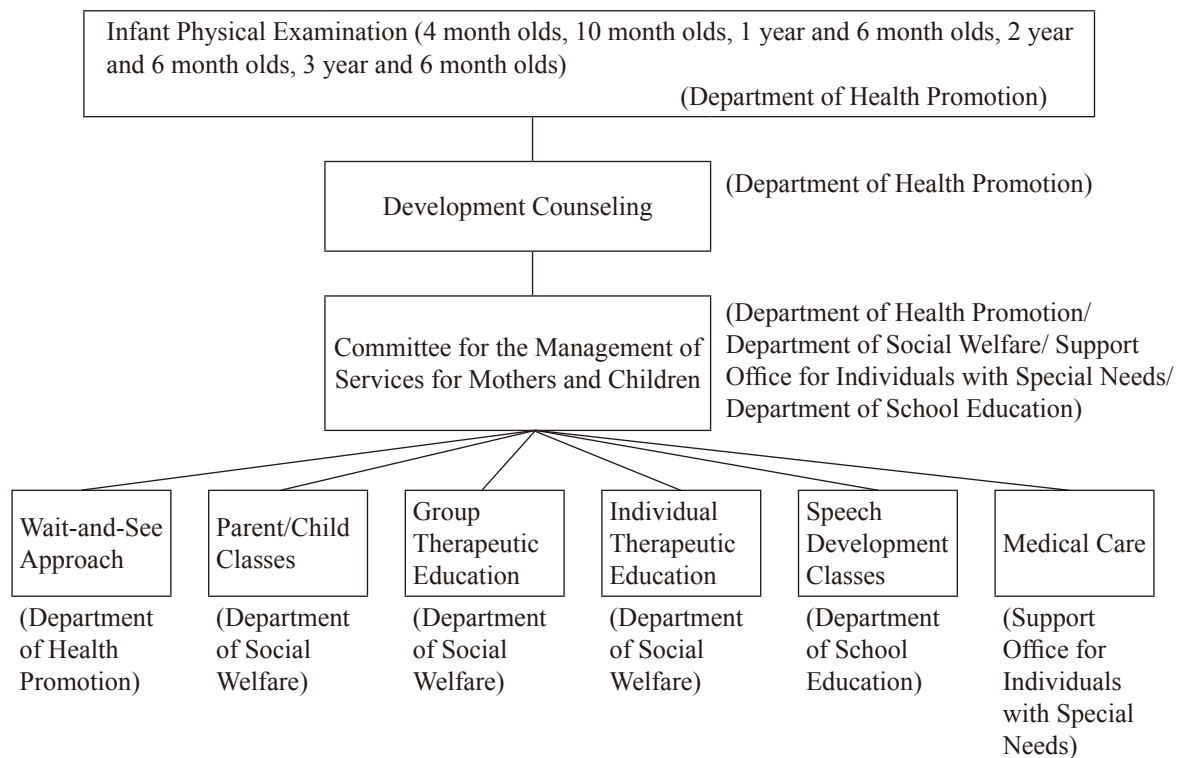 Infant Physical Examination (4 month olds, 10 month olds, 1 year and 6 month olds, 2 year
and 6 month olds, 3 year and 6 month olds)
(Department of Health Promotion)
Development Counseling
(Department of Health Promotion)
Committee for the Management of
Services for Mothers and Children
(Department of Health Promotion/
Department of Social Welfare/ Support
Office for Individuals with Special Needs/
Department of School Education)
Wait-and-See
Approach
(Department
of Health
Promotion)
Parent/Child
Classes
(Department
of Social
Welfare)
Group
Therapeutic
Education
(Department
of Social
Welfare)
Individual
Therapeutic
Education
(Department
of Social
Welfare)
Speech
Development
Classes
(Department
of School
Education)
Medical Care
(Support
Office for
Individuals
with Special
Needs)